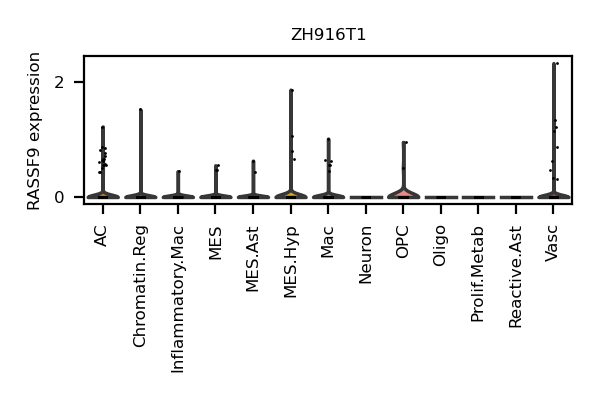 ZH916T1
RASSF9 expression
2
0
AC
Chromatin.Reg
Inflammatory.Mac
MES
MES.Ast
MES.Hyp
Mac
Neuron
OPC
Oligo
Prolif.Metab
Reactive.Ast
Vasc